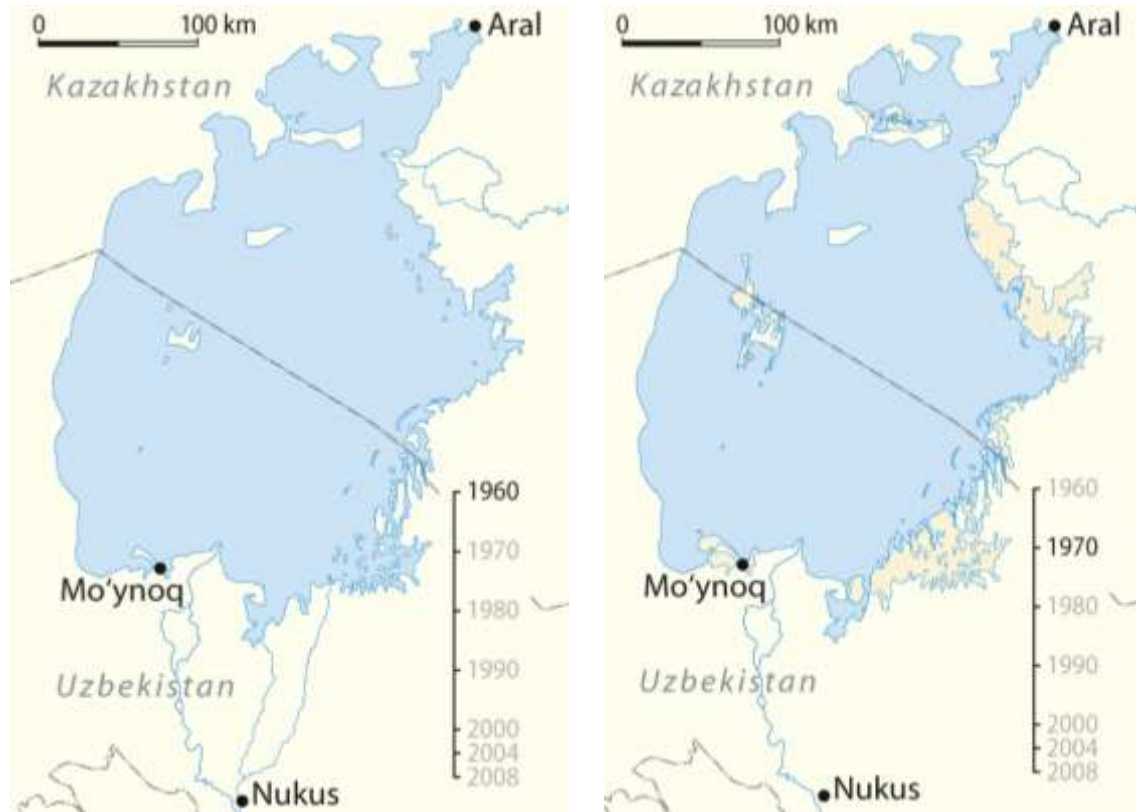 0 100 km
Aral
Kazakhstan
1960
1970
Mo‘ynoq
1980
Uzbekistan
1990
2000
2004
2008
Nukus
0 100 km
Aral
Kazakhstan
1960
1970
Mo‘ynoq
1980
Uzbekistan
1990
2000
2004
2008
Nukus